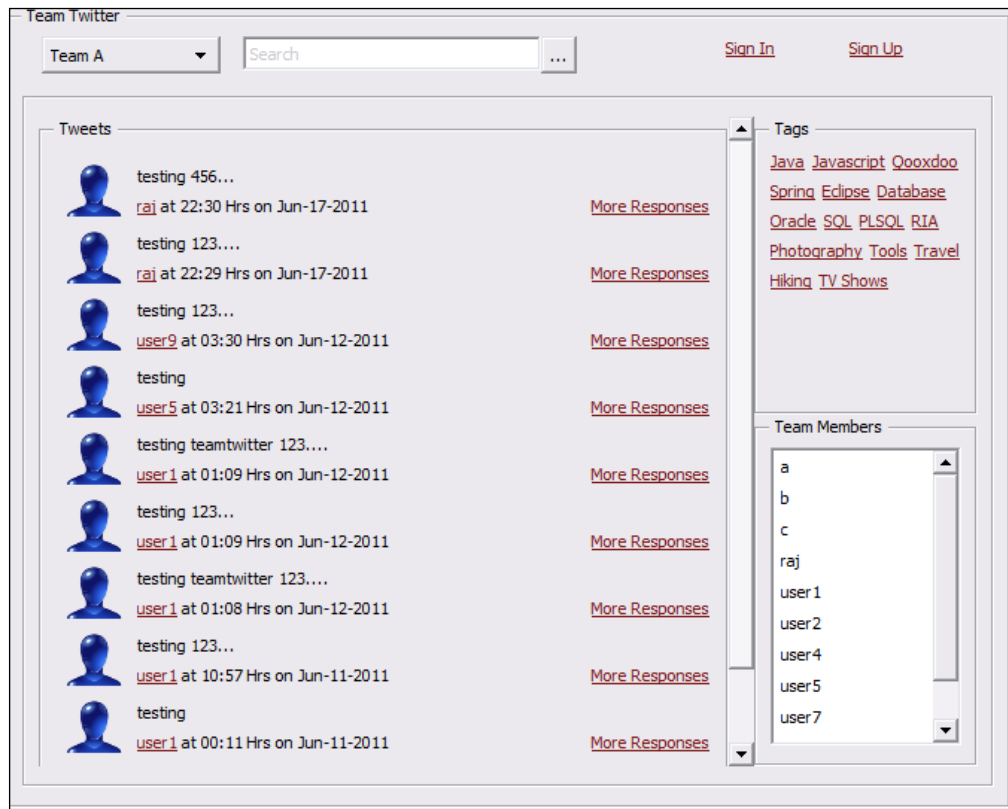 Team Twitter
Team A
Search
...
Sign In
Sign Up
Tweets
testing 456...
raj at 22:30 Hrs on Jun-17-2011
More Responses
testing 123....
raj at 22:29 Hrs on Jun-17-2011
More Responses
testing 123...
user9 at 03:30 Hrs on Jun-12-2011
More Responses
testing
user5 at 03:21 Hrs on Jun-12-2011
More Responses
testing teamtwitter 123....
user1 at 01:09 Hrs on Jun-12-2011
More Responses
testing 123...
user1 at 01:09 Hrs on Jun-12-2011
More Responses
testing teamtwitter 123....
user1 at 01:08 Hrs on Jun-12-2011
More Responses
testing 123...
user1 at 10:57 Hrs on Jun-11-2011
More Responses
testing
user1 at 00:11 Hrs on Jun-11-2011
More Responses
Tags
Java Javascript Qooxdoo
Spring Eclipse Database
Oracle SQL PLSQL RIA
Photography Tools Travel
Hiking TV Shows
Team Members
a
b
c
raj
user1
user2
user4
user5
user7